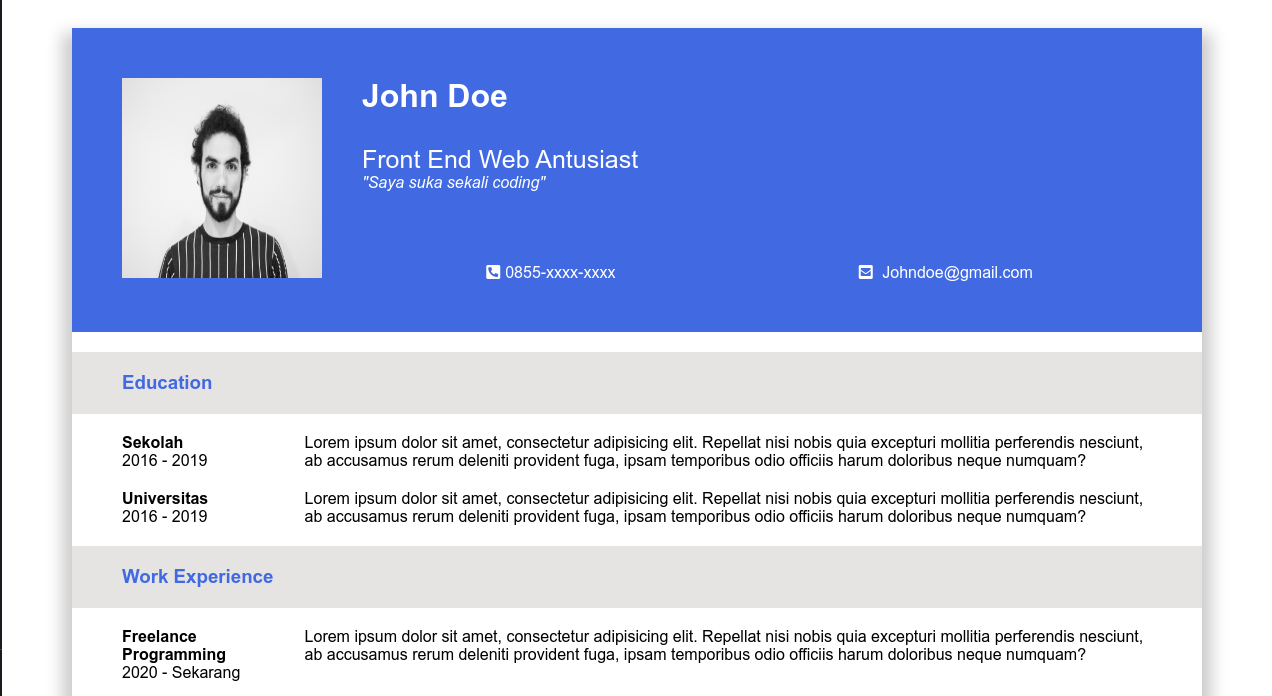 John Doe
Front End Web Antusiast
"Saya suka sekali coding"
0855-xxxx-xxxx
Johndoe@gmail.com
Education
Sekolah
2016 - 2019
Lorem ipsum dolor sit amet, consectetur adipisicing elit. Repellat nisi nobis quia excepturi mollitia perferendis nesciunt,
ab accusamus rerum deleniti provident fuga, ipsam temporibus odio officiis harum doloribus neque numquam?
Universitas
2016 - 2019
Lorem ipsum dolor sit amet, consectetur adipisicing elit. Repellat nisi nobis quia excepturi mollitia perferendis nesciunt,
ab accusamus rerum deleniti provident fuga, ipsam temporibus odio officiis harum doloribus neque numquam?
Work Experience
Freelance
Programming
2020 - Sekarang
Lorem ipsum dolor sit amet, consectetur adipisicing elit. Repellat nisi nobis quia excepturi mollitia perferendis nesciunt,
ab accusamus rerum deleniti provident fuga, ipsam temporibus odio officiis harum doloribus neque numquam?